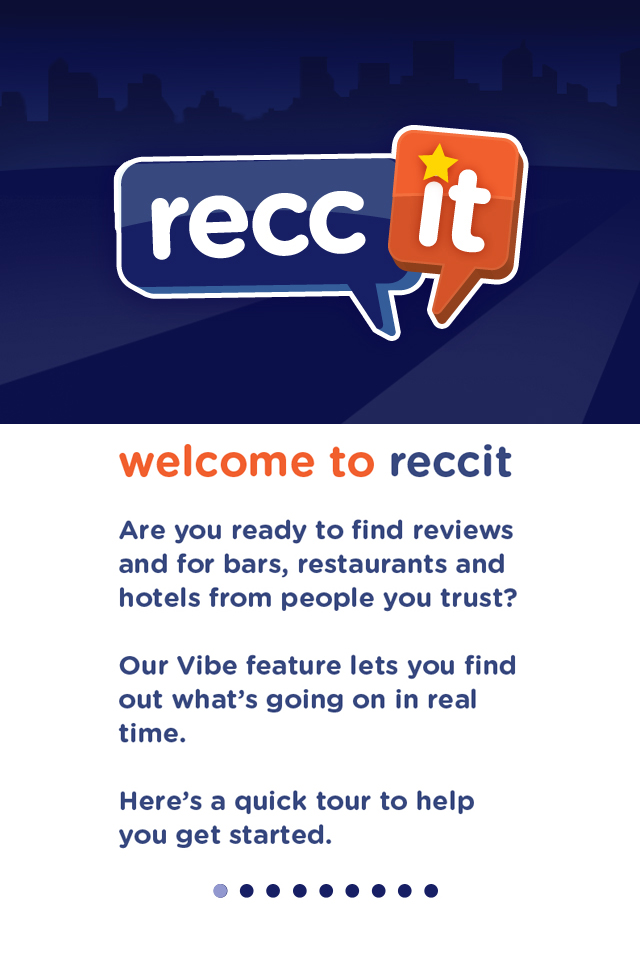 recc it
welcome to reccit
Are you ready to find reviews
and for bars, restaurants and
hotels from people you trust?
Our Vibe feature lets you find
out what's going on in real
time.
Here's a quick tour to help
you get started.